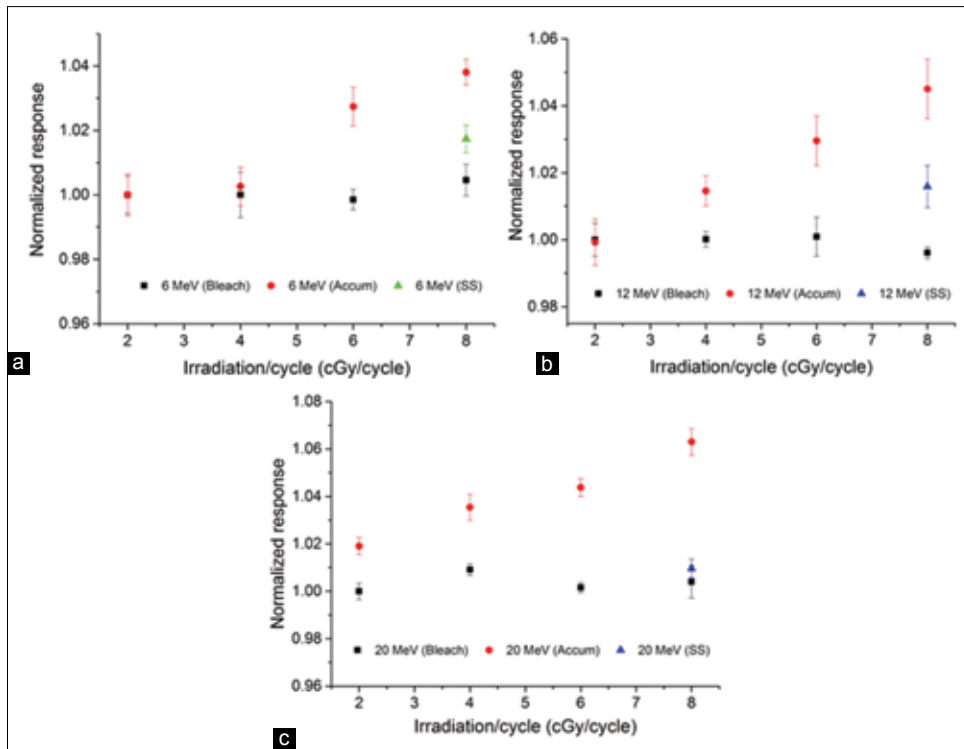 1.04
1.02
1.00
0.98
0.96
Normalized response
6 MeV (Bleach) 6 MeV (Accum) 6 MeV (SS)
2 3 4 5 6 7 8
Irradiation/cycle (cGy/cycle)
a
1.06
1.04
1.02
1.00
0.98
Normalized response
12 MeV (Bleach) 12 MeV (Accum) 12 MeV (SS)
2 3 4 5 6 7 8
Irradiation/cycle (cGy/cycle)
b
1.08
1.06
1.04
1.02
1.00
0.98
0.96
Normalized response
20 MeV (Bleach) 20 MeV (Accum) 20 MeV (SS)
2 3 4 5 6 7 8
Irradiation/cycle (cGy/cycle)
c